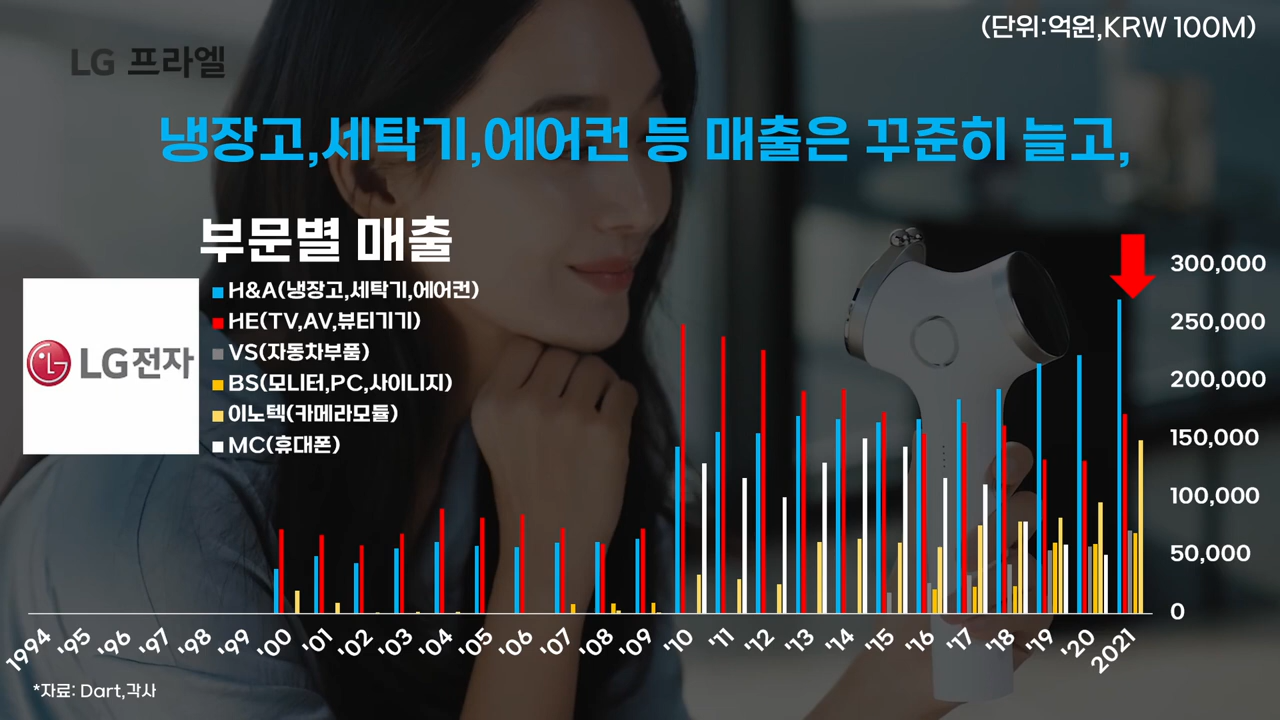 (단위:억원,KRW 100M)
LG 프라엘
냉장고,세탁기,에어컨 등 매출은 꾸준히 늘고,
부문별 매출
LG전자
H&A(냉장고,세탁기,에어컨)
HE(TV,AV,뷰티기기)
VS(자동차부품)
BS(모니터,PC,사이니지)
이노텍(카메라모듈)
MC(휴대폰)
300,000
250,000
200,000
150,000
100,000
50,000
0
1994 '95 '96 '97 '98 '99 '00 '01 '02 '03 '04 '05 '06 '07 '08 '09 '10 '11 '12 '13 '14 '15 '16 '17 '18 '19 '20 2021
*자료: Dart,각사